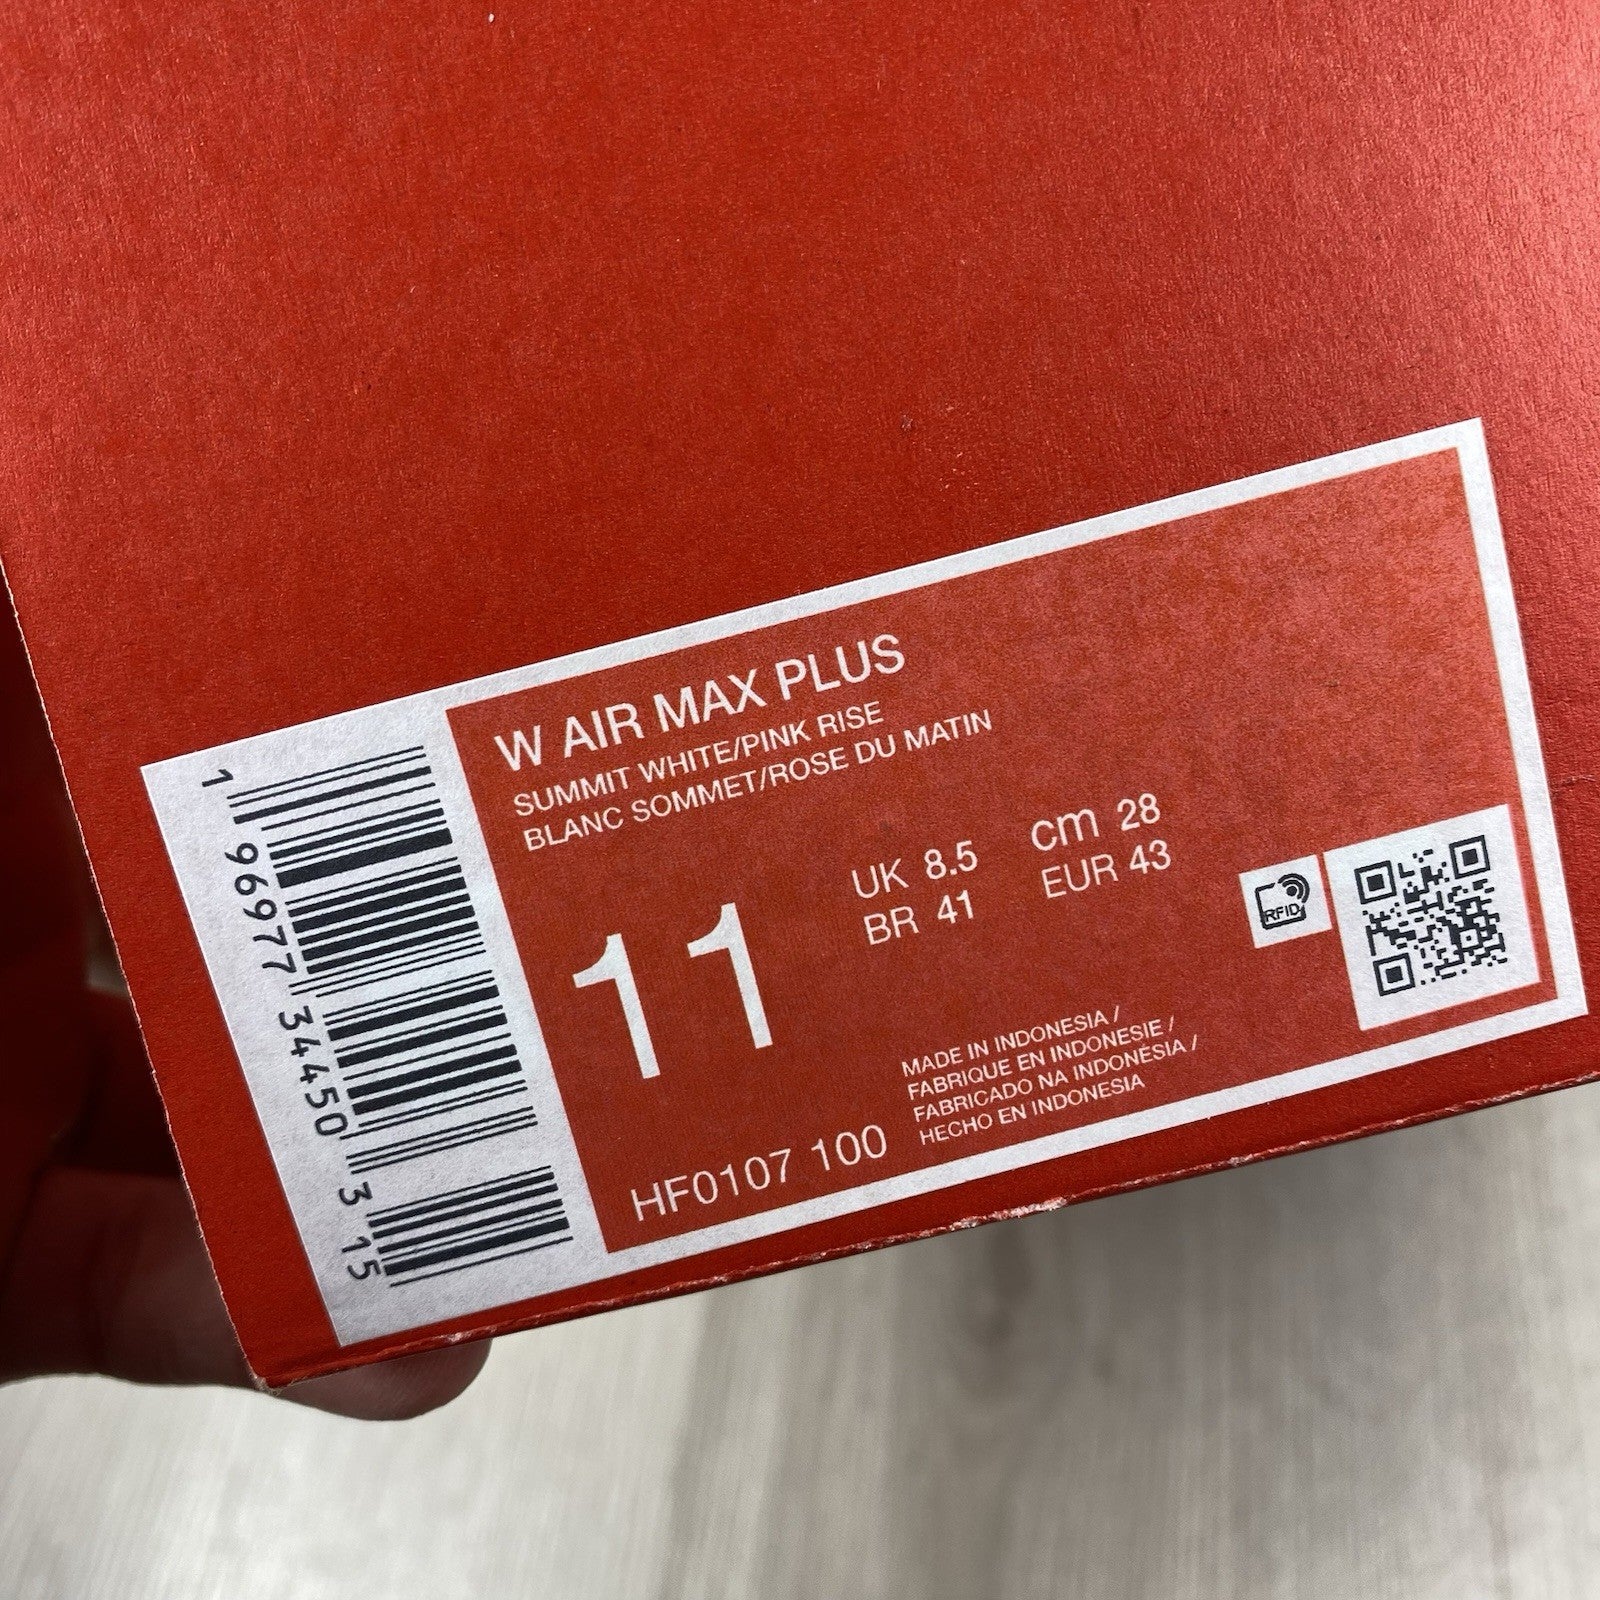 W AIR MAX PLUS
SUMMIT WHITE/PINK RISE
BLANC SOMMET/ROSE DU MATIN
11
UK 8.5
BR 41
cm 28
EUR 43
RFID
MADE IN INDONESIA /
FABRIQUE EN INDONESIE /
FABRICADO NA INDONÉSIA /
HECHO EN INDONESIA
HF0107 100
1 96977 34450 3 15